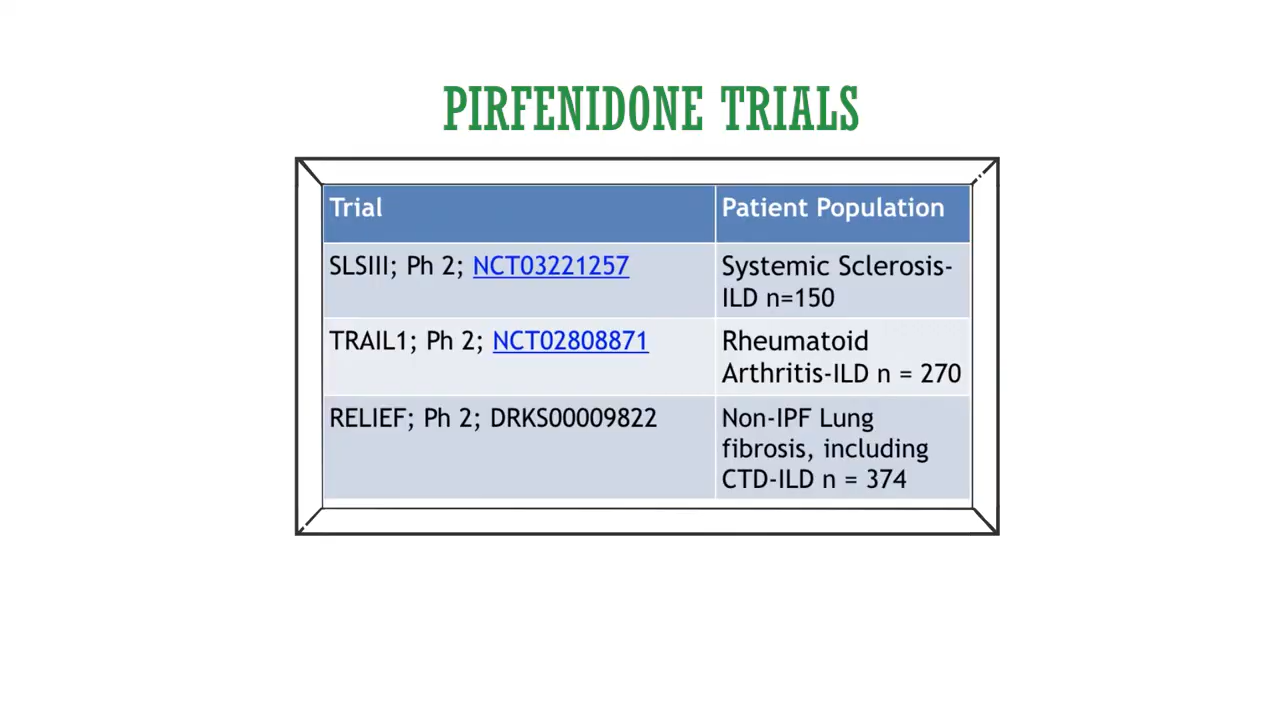 PIRFENIDONE TRIALS
Trial
Patient Population
SLSIII; Ph 2; NCT03221257
Systemic Sclerosis-
ILD n=150
TRAIL1; Ph 2; NCT02808871
Rheumatoid
Arthritis-ILD n = 270
RELIEF; Ph 2; DRKS00009822
Non-IPF Lung
fibrosis, including
CTD-ILD n = 374